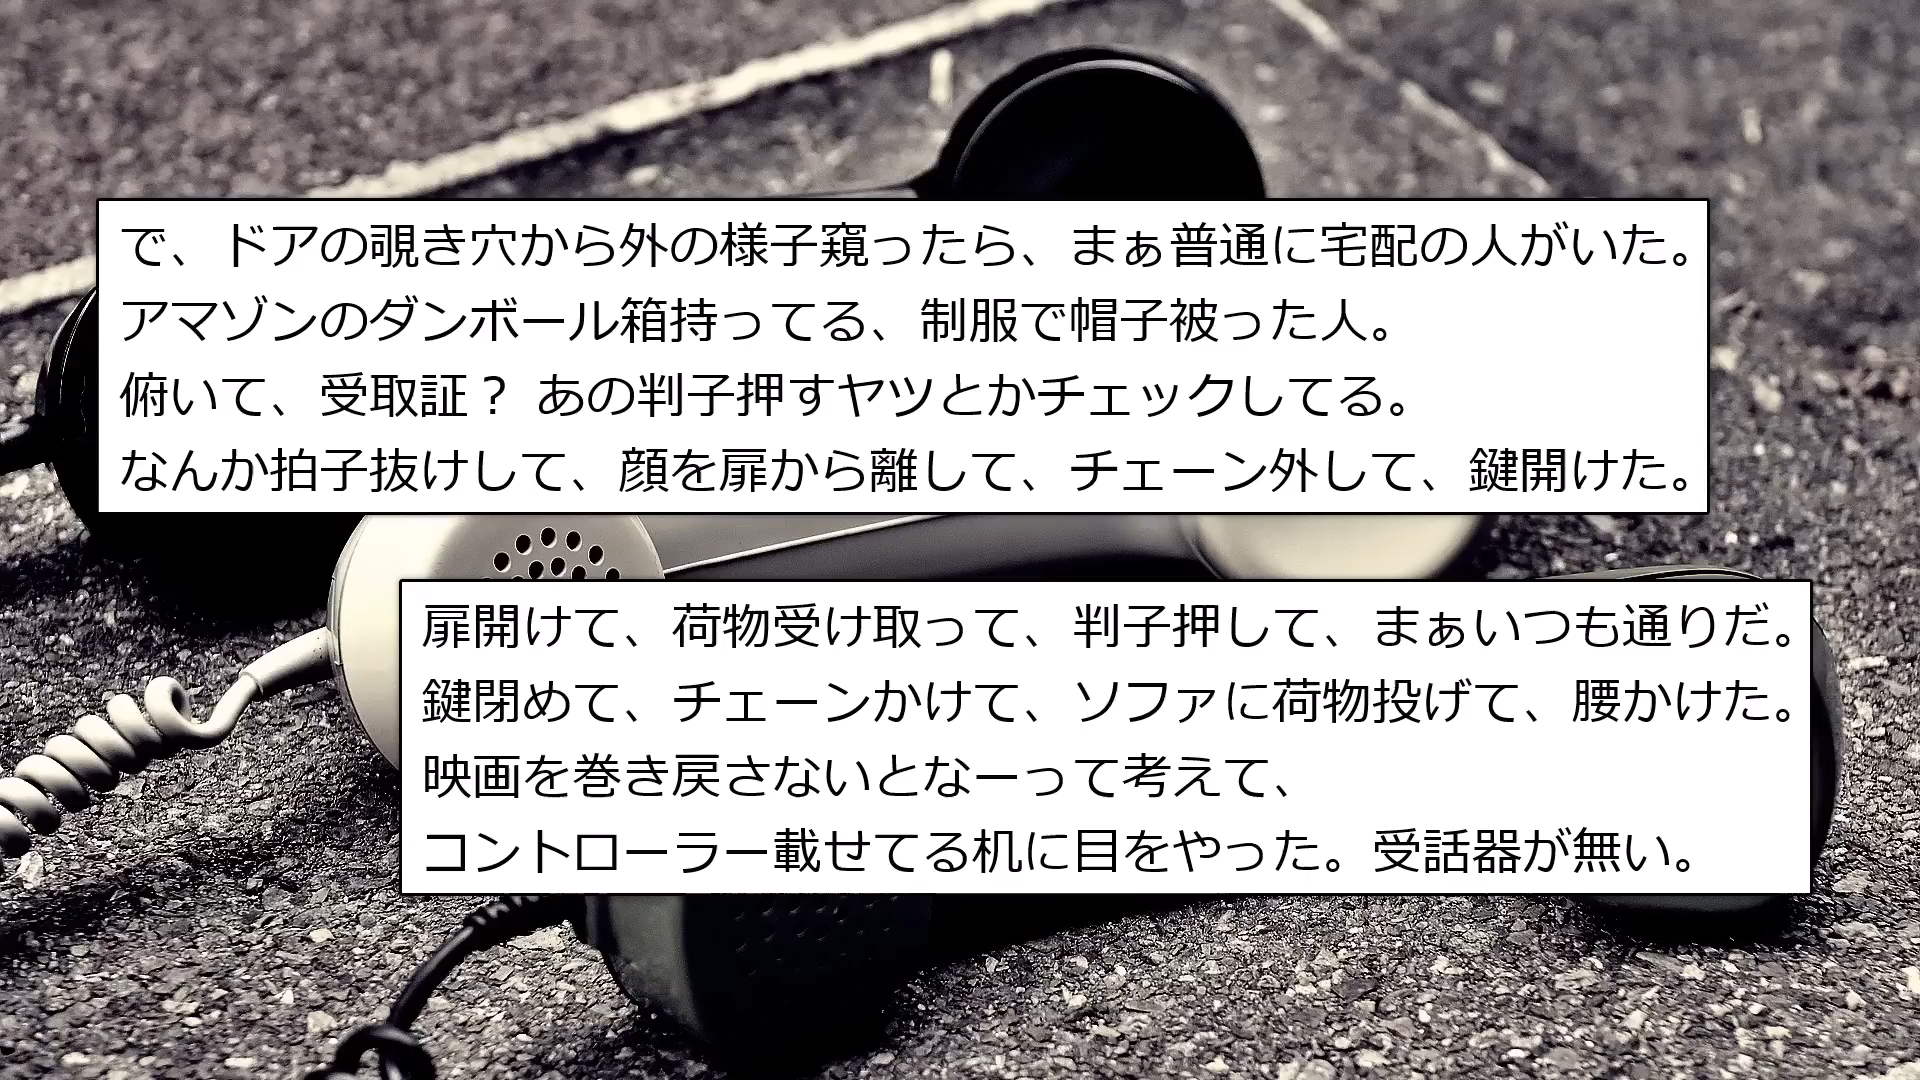 で、ドアの覗き穴から外の様子窺ったら、まぁ普通に宅配の人がいた。
アマゾンのダンボール箱持ってる、制服で帽子被った人。
俯いて、受取証？ あの判子押すヤツとかチェックしてる。
なんか拍子抜けして、顔を扉から離して、チェーン外して、鍵開けた。
扉開けて、荷物受け取って、判子押して、まぁいつも通りだ。
鍵閉めて、チェーンかけて、ソファに荷物投げて、腰かけた。
映画を巻き戻さないとなーって考えて、
コントローラー載せてる机に目をやった。受話器が無い。